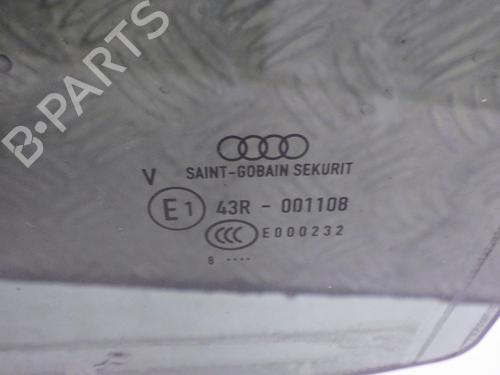 B·PARTS
SAINT-GOBAIN SEKURIT
V
E1 43R - 001108
CCC E000232
8 ----